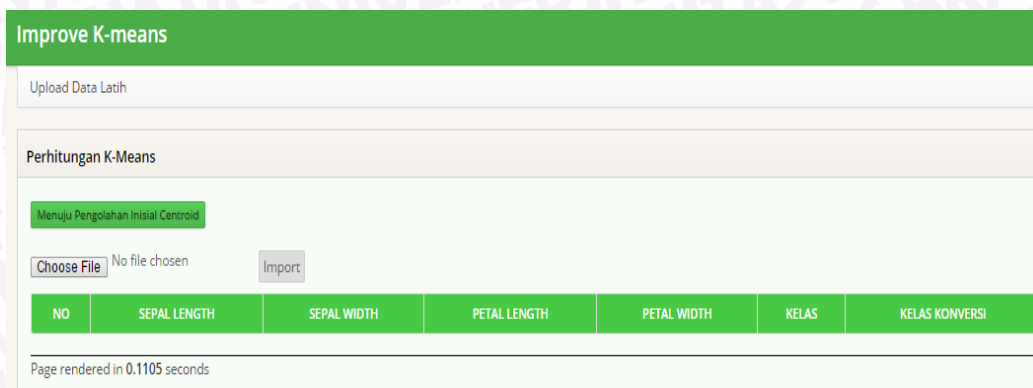 Improve K-means
Upload Data Latih
Perhitungan K-Means
Menuju Pengolahan Inisial Centroid
Choose File No file chosen Import
NO SEPAL LENGTH SEPAL WIDTH PETAL LENGTH PETAL WIDTH KELAS KELAS KONVERSI
Page rendered in 0.1105 seconds